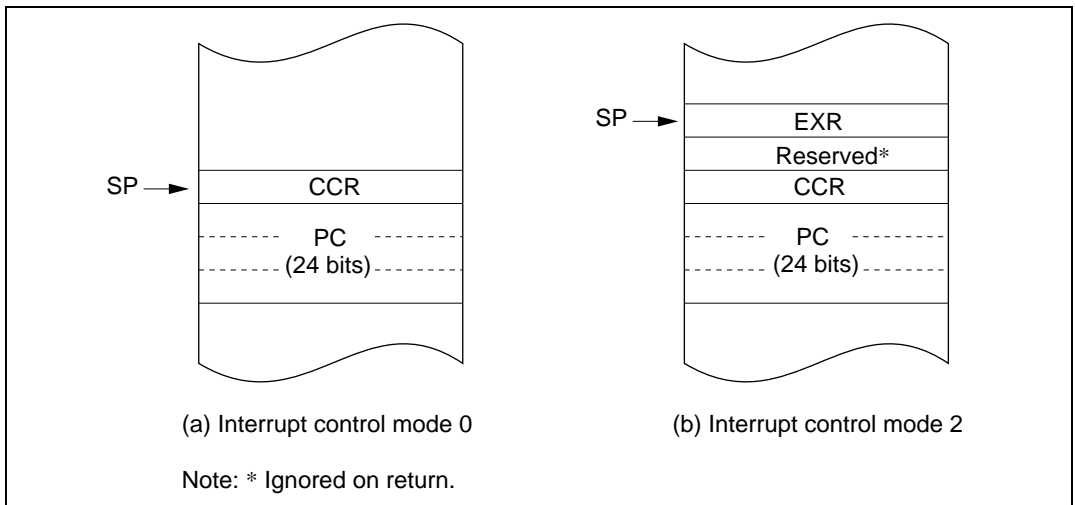 SP
CCR
PC
(24 bits)
(a) Interrupt control mode 0
SP
EXR
Reserved*
CCR
PC
(24 bits)
(b) Interrupt control mode 2
Note: * Ignored on return.